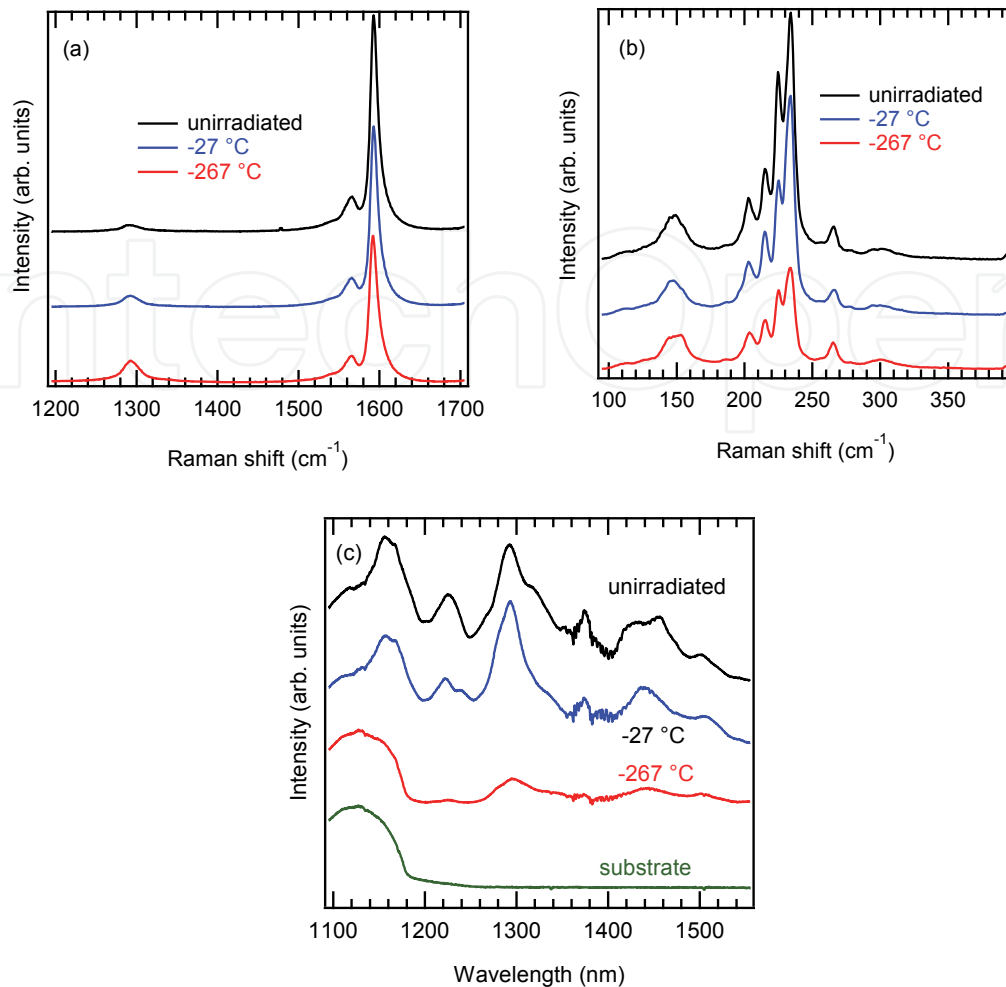 (a)
unirradiated
-27 °C
-267 °C
Intensity (arb. units)
1200 1300 1400 1500 1600 1700
Raman shift (cm⁻¹)
(b)
unirradiated
-27 °C
-267 °C
Intensity (arb. units)
100 150 200 250 300 350
Raman shift (cm⁻¹)
(c)
unirradiated
-27 °C
-267 °C
substrate
Intensity (arb. units)
1100 1200 1300 1400 1500
Wavelength (nm)
ntechOpen